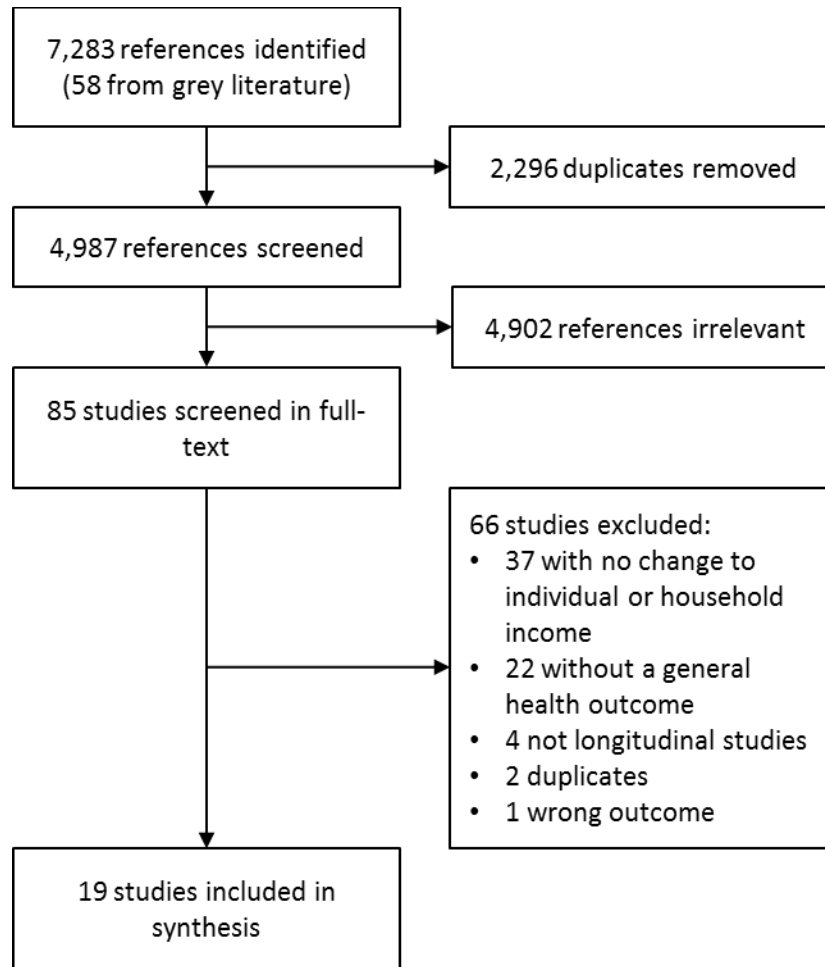 7,283 references identified
(58 from grey literature)
2,296 duplicates removed
4,987 references screened
4,902 references irrelevant
85 studies screened in full-
text
66 studies excluded:
• 37 with no change to
individual or household
income
• 22 without a general
health outcome
• 4 not longitudinal studies
• 2 duplicates
• 1 wrong outcome
19 studies included in
synthesis